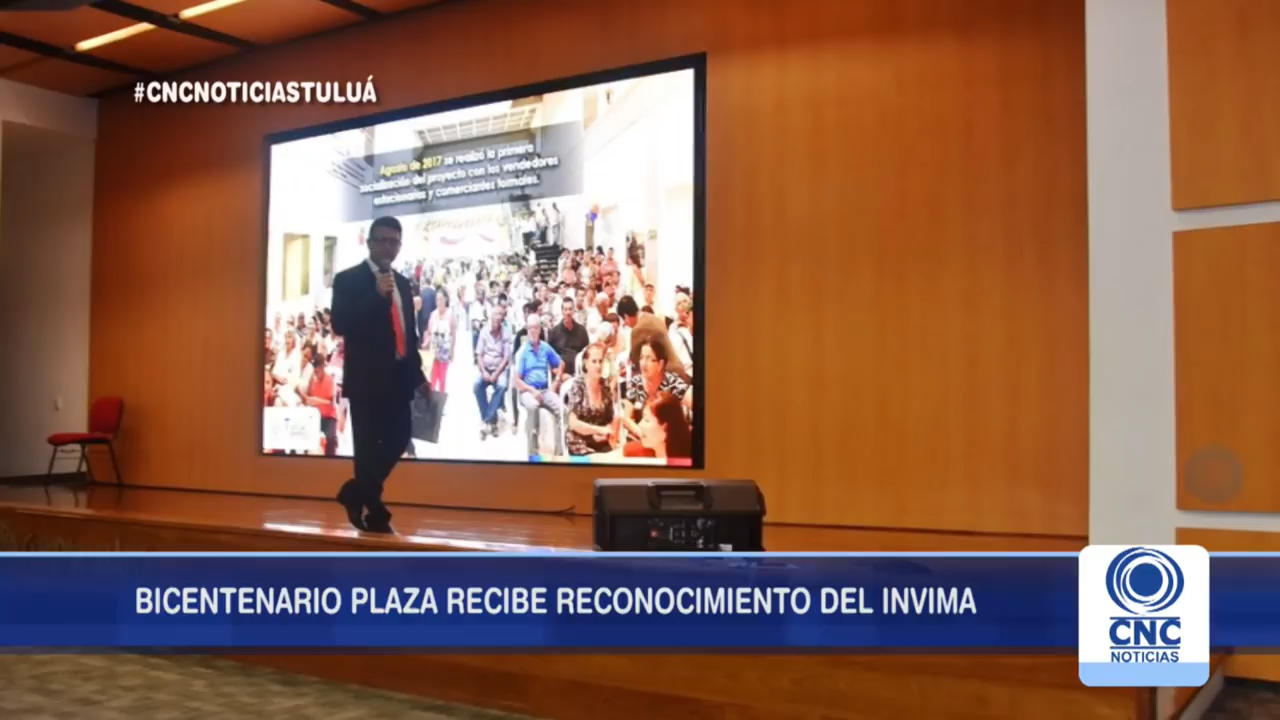 #CNCNOTICIASTULUÁ
Agosto de 2017 se realizó la primera
socialización del proyecto con los vendedores
estacionarios y comerciantes formales.
BICENTENARIO PLAZA RECIBE RECONOCIMIENTO DEL INVIMA
CNC
NOTICIAS